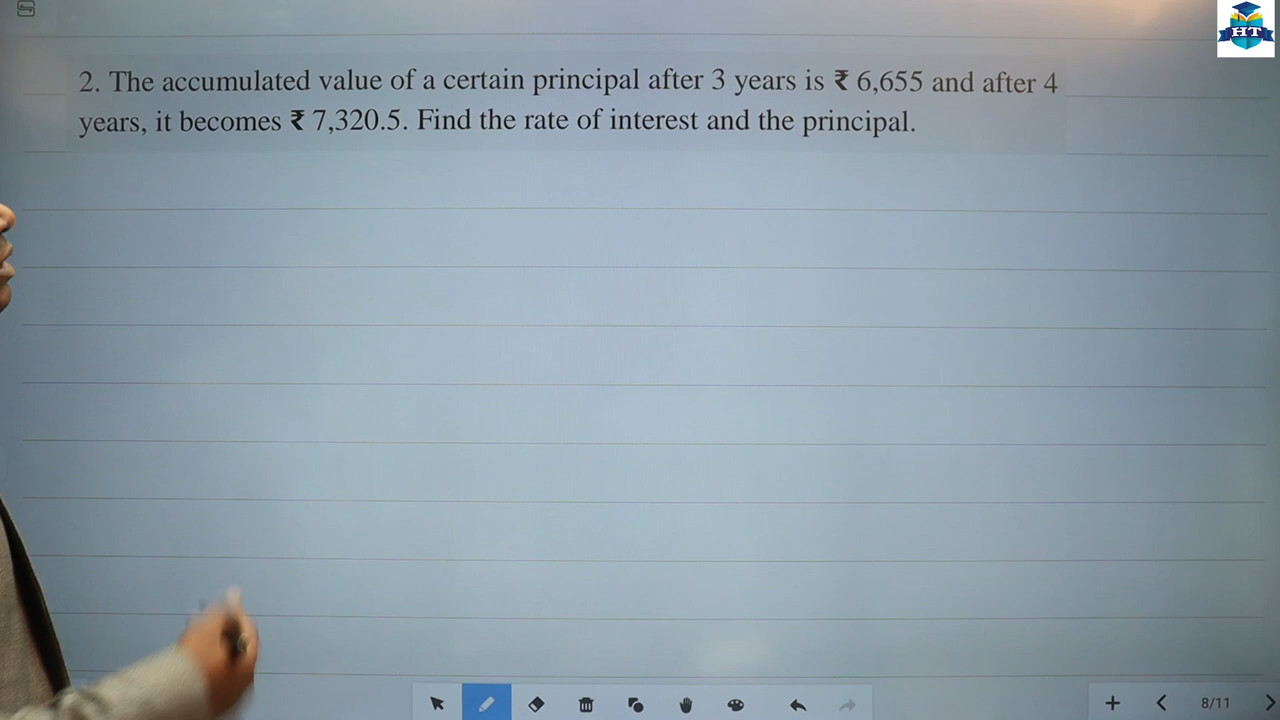 HT
2. The accumulated value of a certain principal after 3 years is ₹ 6,655 and after 4
years, it becomes ₹ 7,320.5. Find the rate of interest and the principal.
8/11